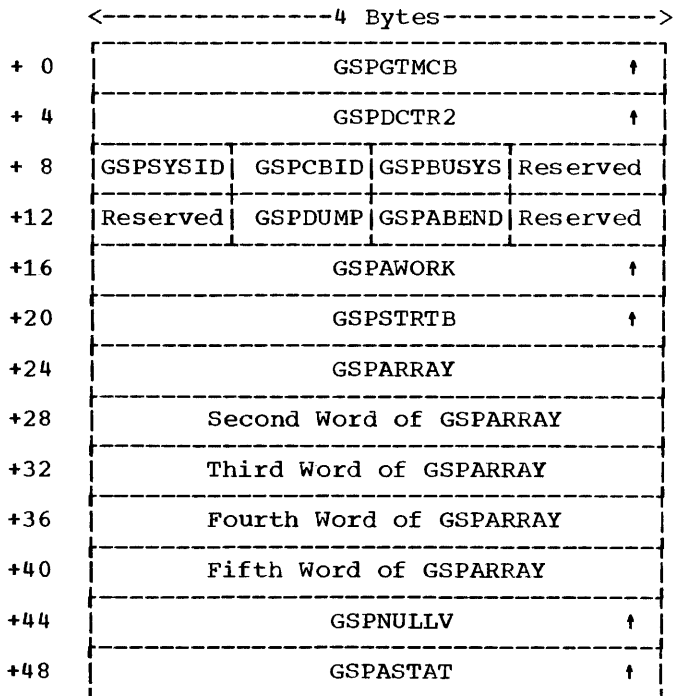 <--------------4 Bytes-------------->
+ 0 GSPGTMCB ↑
+ 4 GSPDCTR2 ↑
+ 8 |GSPSYSID| GSPCBID|GSPBUSYS|Reserved |
+12 |Reserved| GSPDUMP|GSPABEND|Reserved |
+16 GSPAWORK ↑
+20 GSPSTRTB ↑
+24 GSPARRAY
+28 Second Word of GSPARRAY
+32 Third Word of GSPARRAY
+36 Fourth Word of GSPARRAY
+40 Fifth Word of GSPARRAY
+44 GSPNULLV ↑
+48 GSPASTAT ↑